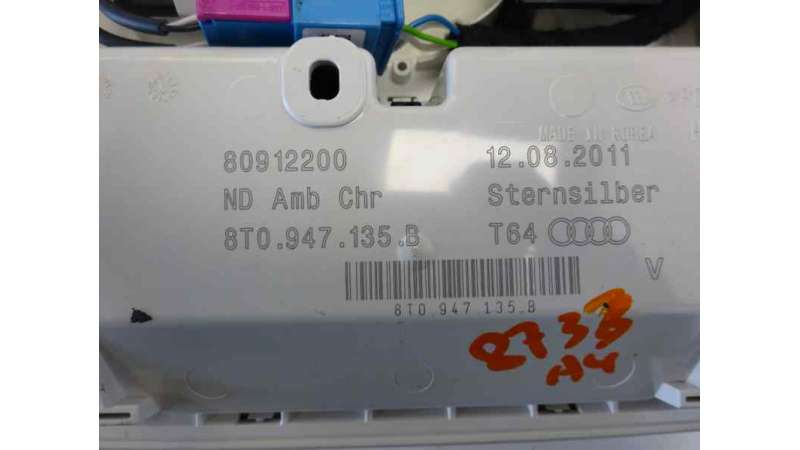 MADE IN KOREA
80912200 12.08.2011
ND Amb Chr Sternsilber
8T0.947.135.B T64
V
8T0.947.135.B
A4